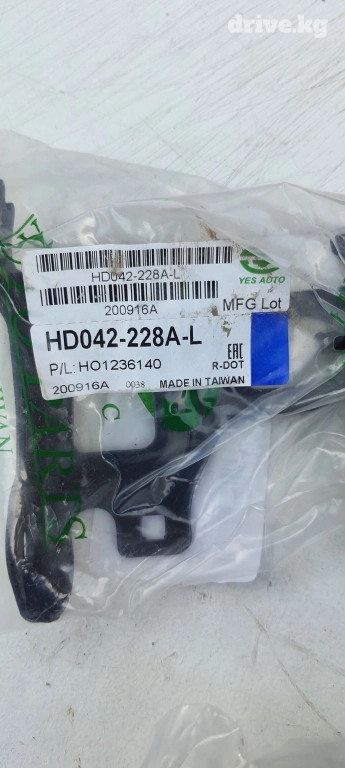 drive.kg
HD042-228A-L
YES AUTO
200916A MFG Lot
HD042-228A-L
P/L: HO1236140 EAC R-DOT
200916A 0038 MADE IN TAIWAN
C
PARTS